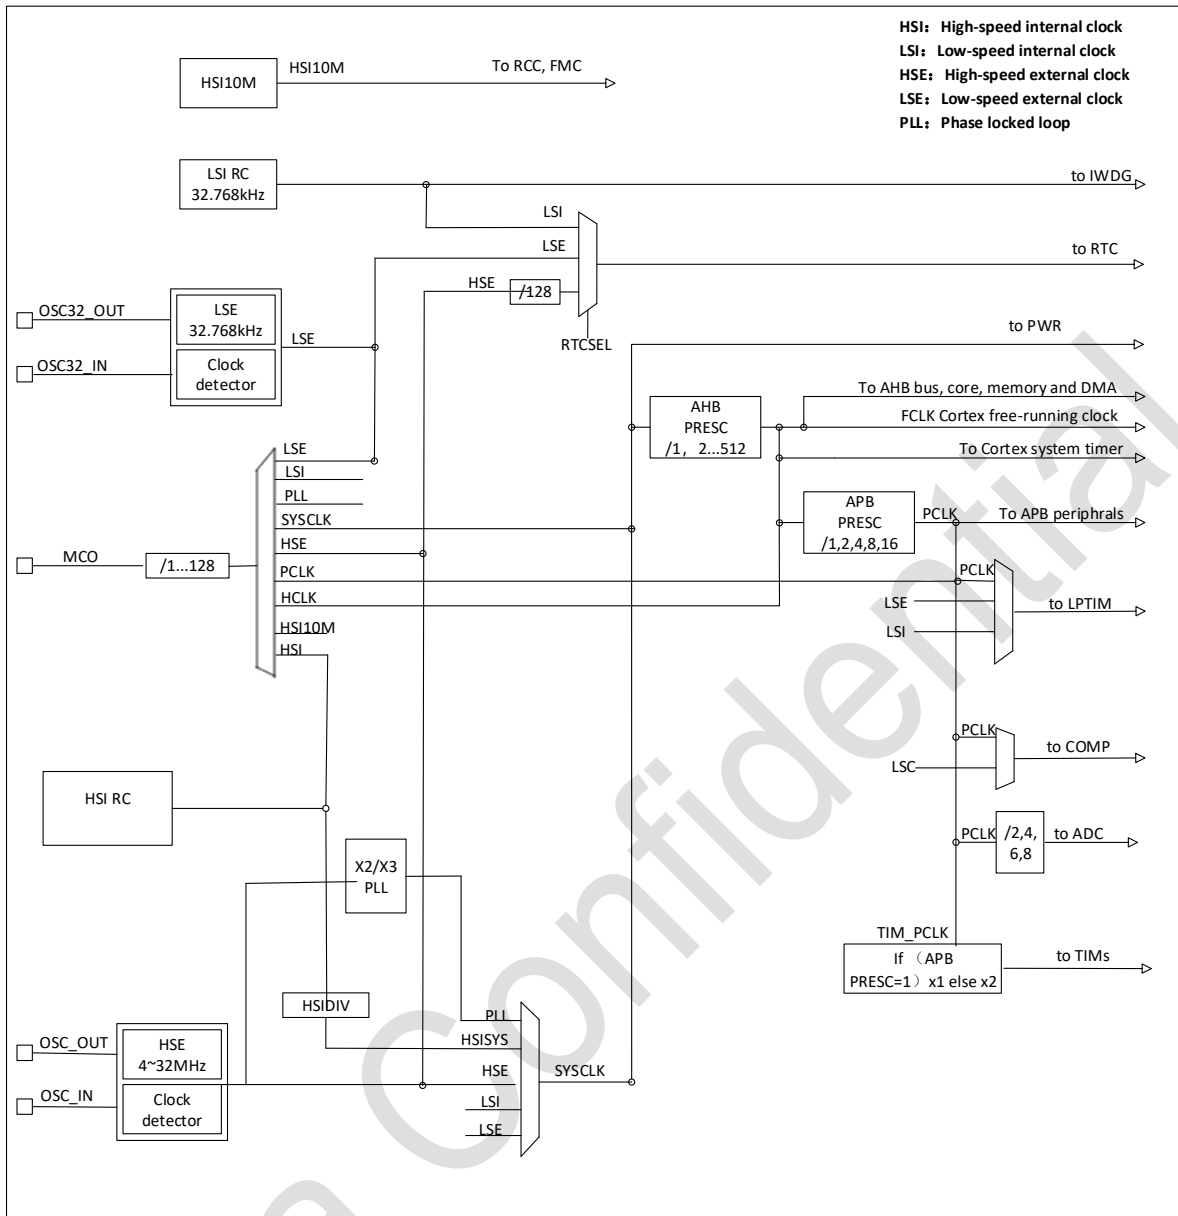 HSI：High-speed internal clock
LSI：Low-speed internal clock
HSE：High-speed external clock
LSE：Low-speed external clock
PLL：Phase locked loop
HSI10M
HSI10M
To RCC, FMC
LSI RC
32.768kHz
to IWDG
LSI
LSE
to RTC
HSE
/128
RTCSEL
OSC32_OUT
LSE
32.768kHz
LSE
OSC32_IN
Clock
detector
to PWR
To AHB bus, core, memory and DMA
AHB
PRESC
/1，2...512
FCLK Cortex free-running clock
To Cortex system timer
LSE
LSI
PLL
SYSCLK
HSE
PCLK
HCLK
HSI10M
HSI
MCO
/1...128
APB
PRESC
/1,2,4,8,16
PCLK
To APB periphrals
PCLK
LSE
LSI
to LPTIM
PCLK
LSC
to COMP
HSI RC
PCLK
/2,4,
6,8
to ADC
X2/X3
PLL
TIM_PCLK
If （APB
PRESC=1）x1 else x2
to TIMs
HSIDIV
PLL
HSISYS
HSE
LSI
LSE
SYSCLK
OSC_OUT
HSE
4~32MHz
OSC_IN
Clock
detector
a Confidential